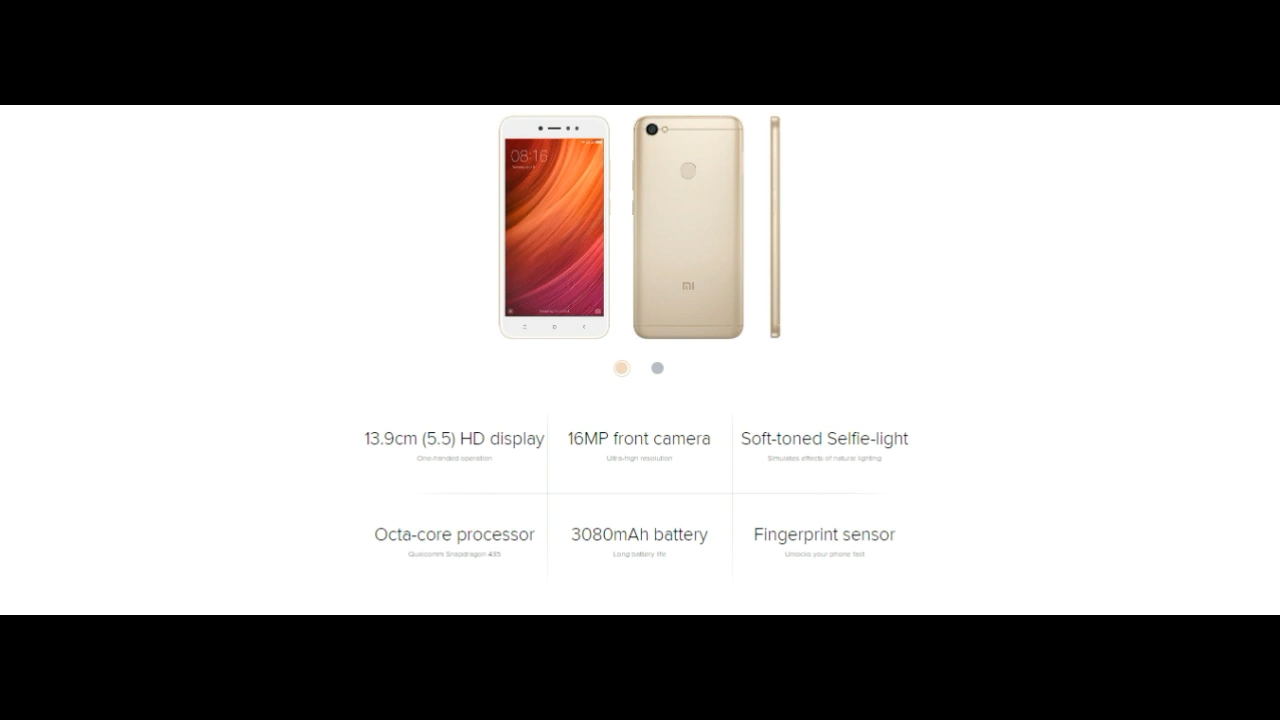 08:16
MI
13.9cm (5.5) HD display
One-handed operation
16MP front camera
Ultra-high resolution
Soft-toned Selfie-light
Simulates effects of natural lighting
Octa-core processor
Qualcomm Snapdragon 435
3080mAh battery
Long battery life
Fingerprint sensor
Unlocks your phone fast